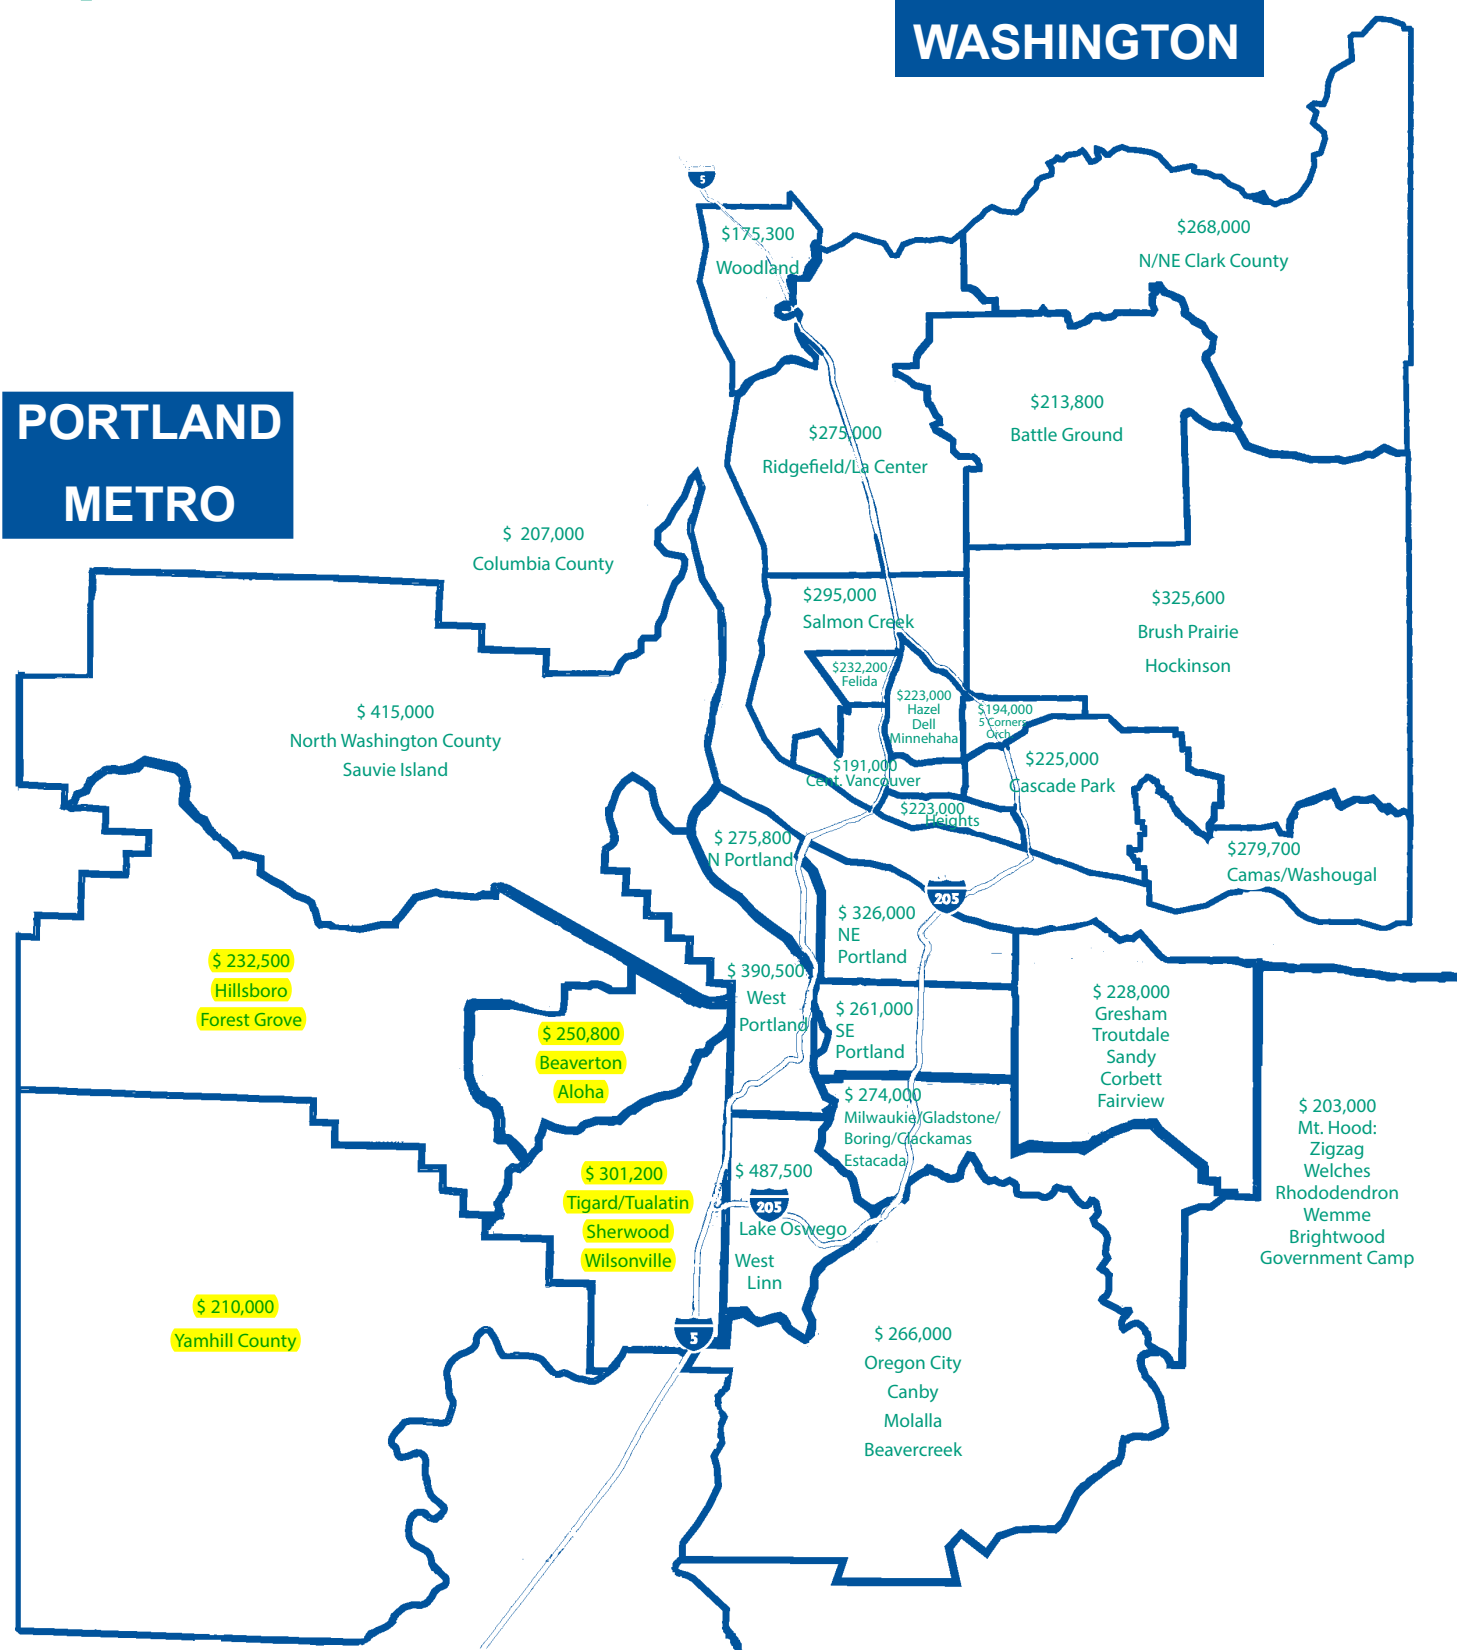 WASHINGTON
5
$175,300
Woodland
$268,000
N/NE Clark County
PORTLAND
METRO
$213,800
Battle Ground
$275,000
Ridgefield/La Center
$ 207,000
Columbia County
$295,000
Salmon Creek
$325,600
Brush Prairie
Hockinson
$232,200
Felida
$223,000
Hazel
Dell
Minnehaha
$194,000
5 Corners
Orch
$ 415,000
North Washington County
Sauvie Island
$191,000
Cent. Vancouver
$225,000
Cascade Park
$223,000
Heights
$ 275,800
N Portland
$279,700
Camas/Washougal
205
$ 326,000
NE
Portland
$ 232,500
Hillsboro
Forest Grove
$ 390,500
West
Portland
$ 261,000
SE
Portland
$ 228,000
Gresham
Troutdale
Sandy
Corbett
Fairview
$ 250,800
Beaverton
Aloha
$ 274,000
Milwaukie/Gladstone/
Boring/Clackamas
Estacada
$ 203,000
Mt. Hood:
Zigzag
Welches
Rhododendron
Wemme
Brightwood
Government Camp
$ 301,200
Tigard/Tualatin
Sherwood
Wilsonville
$ 487,500
205
Lake Oswego
West
Linn
$ 210,000
Yamhill County
5
$ 266,000
Oregon City
Canby
Molalla
Beavercreek